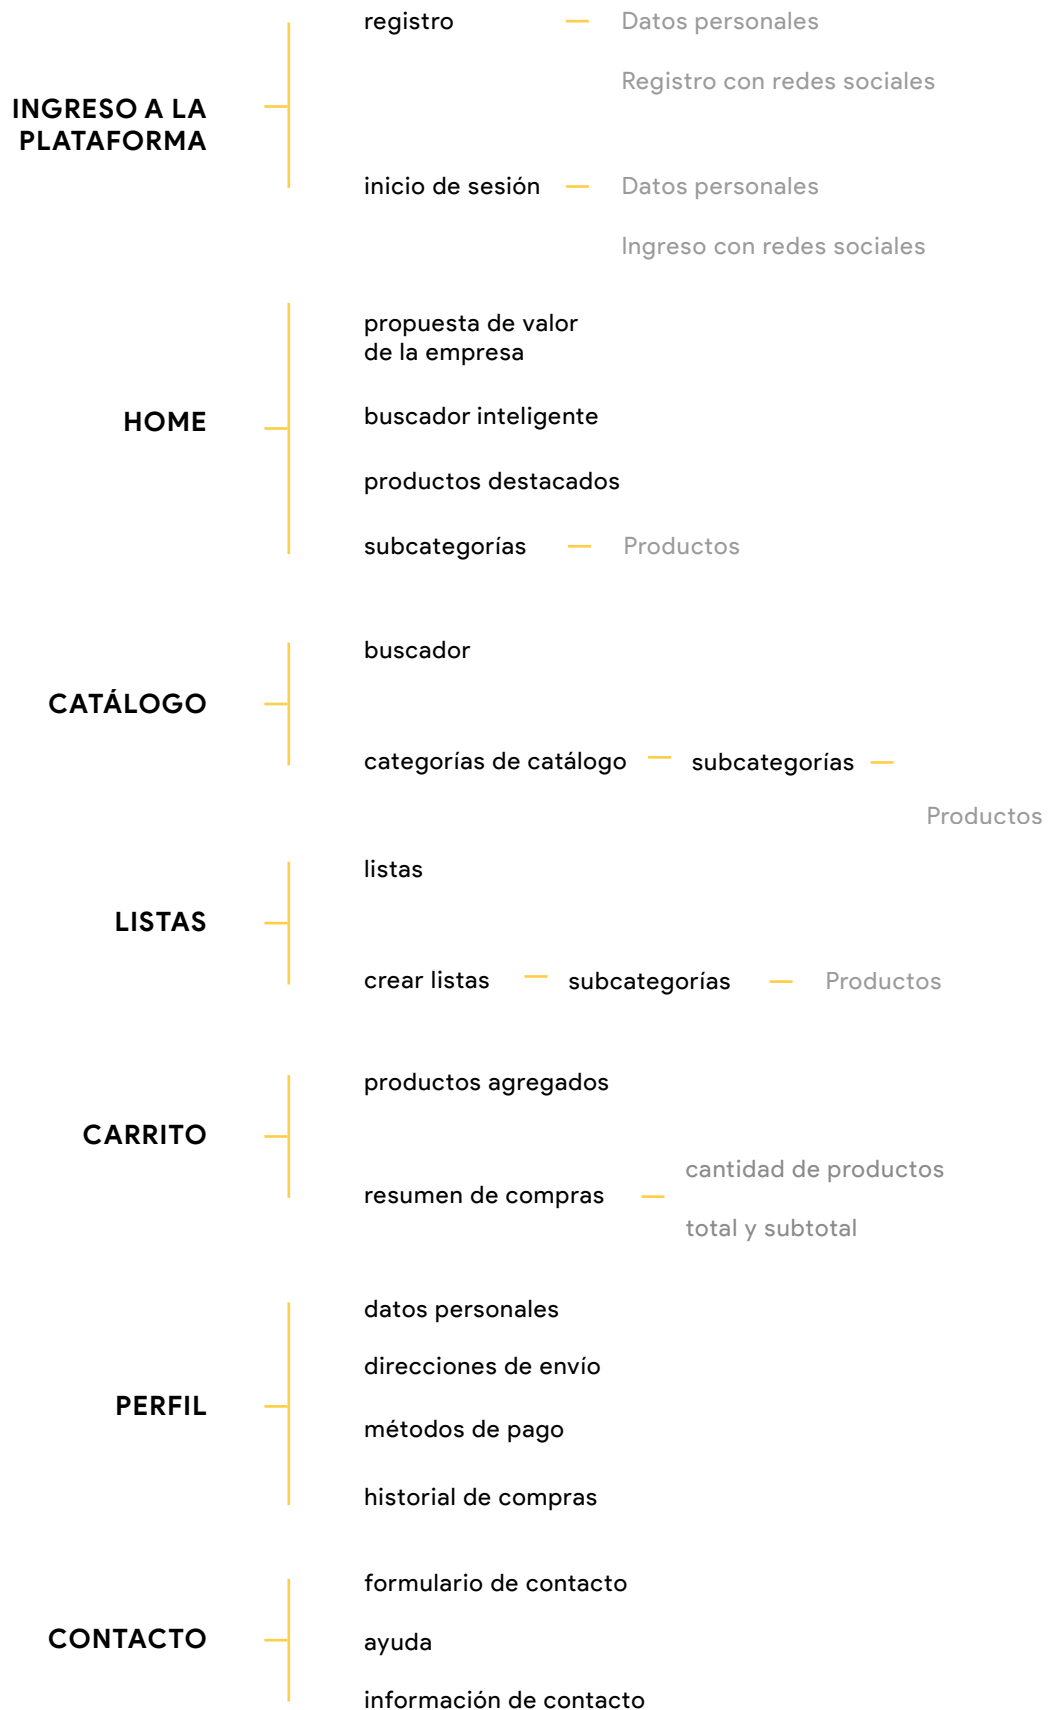 INGRESO A LA
PLATAFORMA
registro
Datos personales
Registro con redes sociales
inicio de sesión
Datos personales
Ingreso con redes sociales
HOME
propuesta de valor
de la empresa
buscador inteligente
productos destacados
subcategorías
Productos
CATÁLOGO
buscador
categorías de catálogo
subcategorías
Productos
LISTAS
listas
crear listas
subcategorías
Productos
CARRITO
productos agregados
resumen de compras
cantidad de productos
total y subtotal
PERFIL
datos personales
direcciones de envío
métodos de pago
historial de compras
CONTACTO
formulario de contacto
ayuda
información de contacto